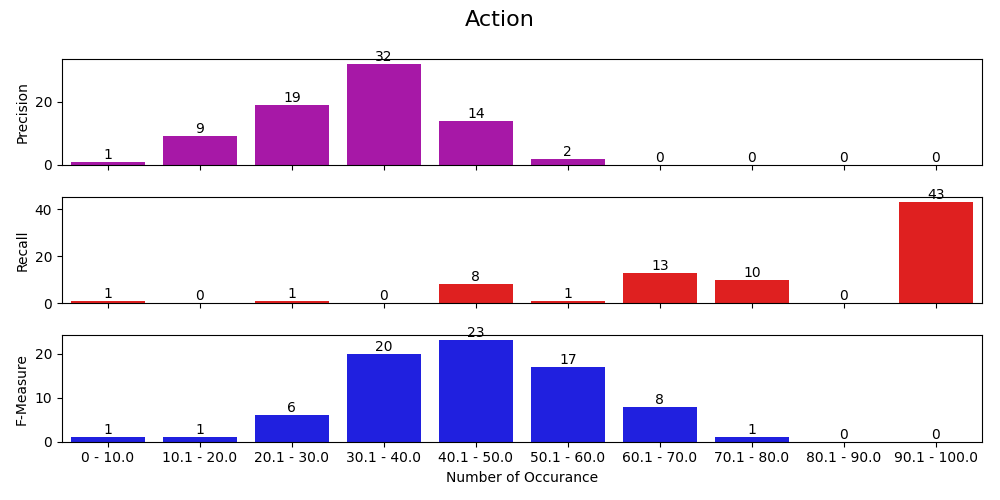 Action
Precision
20
0
1 9 19 32 14 2 0 0 0 0
Recall
40
20
0
1 0 1 0 8 1 13 10 0 43
F-Measure
20
10
0
1 1 6 20 23 17 8 1 0 0
0 - 10.0 10.1 - 20.0 20.1 - 30.0 30.1 - 40.0 40.1 - 50.0 50.1 - 60.0 60.1 - 70.0 70.1 - 80.0 80.1 - 90.0 90.1 - 100.0
Number of Occurance